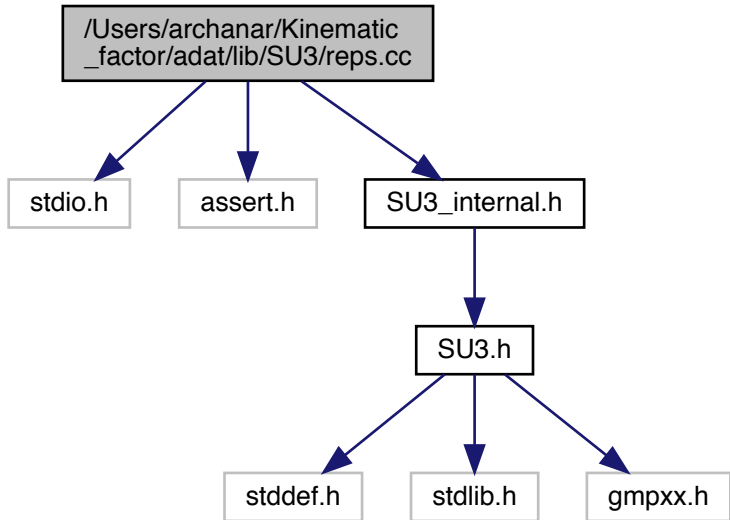 /Users/archanar/Kinematic
_factor/adat/lib/SU3/reps.cc
stdio.h
assert.h
SU3_internal.h
SU3.h
stddef.h
stdlib.h
gmpxx.h